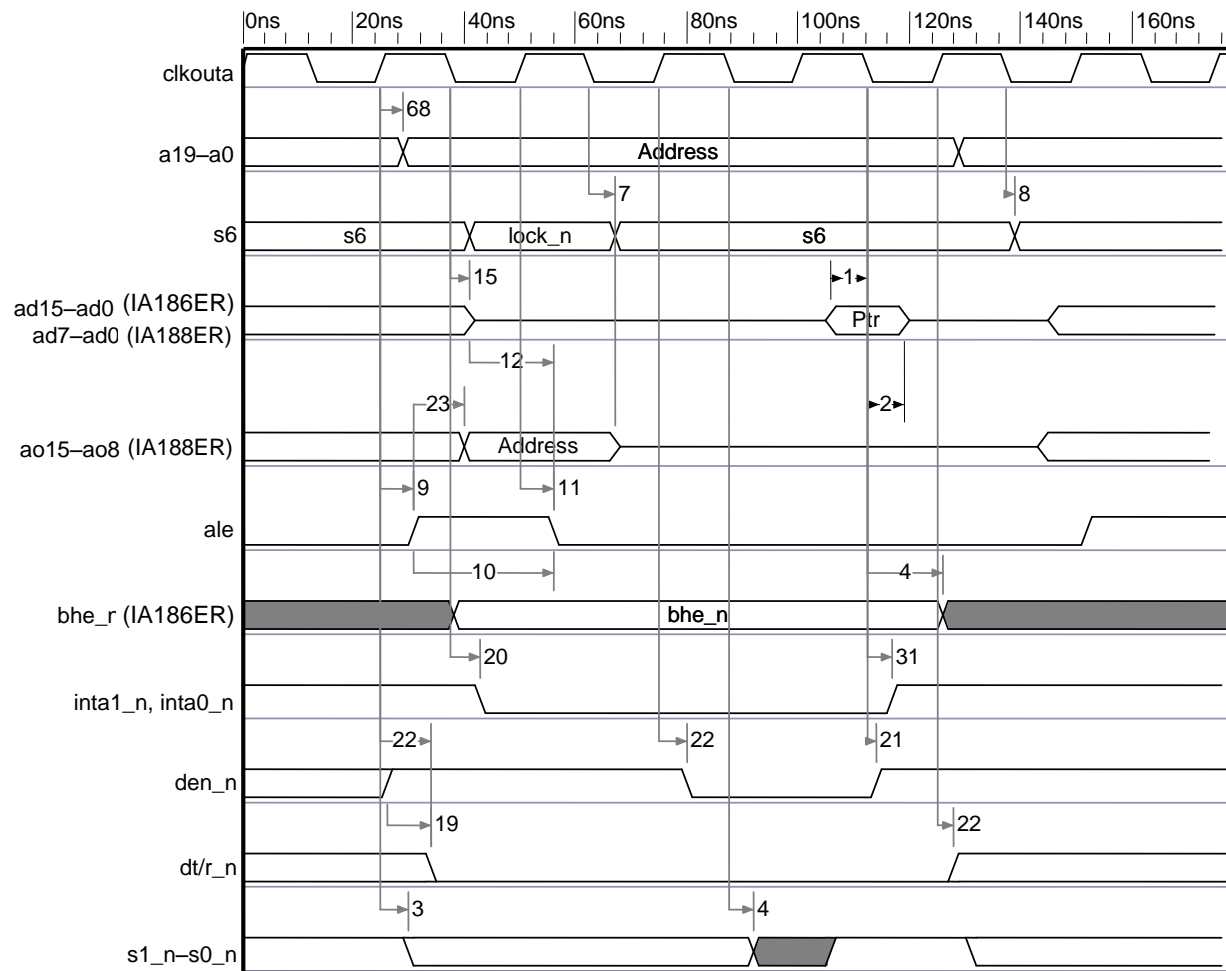 0ns 20ns 40ns 60ns 80ns 100ns 120ns 140ns 160ns
clkouta
68
a19–a0 Address
7 8
s6 s6 lock_n s6
15 1
ad15–ad0 (IA186ER)
Ptr
ad7–ad0 (IA188ER)
12
23 2
ao15–ao8 (IA188ER) Address
9 11
ale
10 4
bhe_r (IA186ER) bhe_n
20 31
inta1_n, inta0_n
22 22 21
den_n
19 22
dt/r_n
3 4
s1_n–s0_n